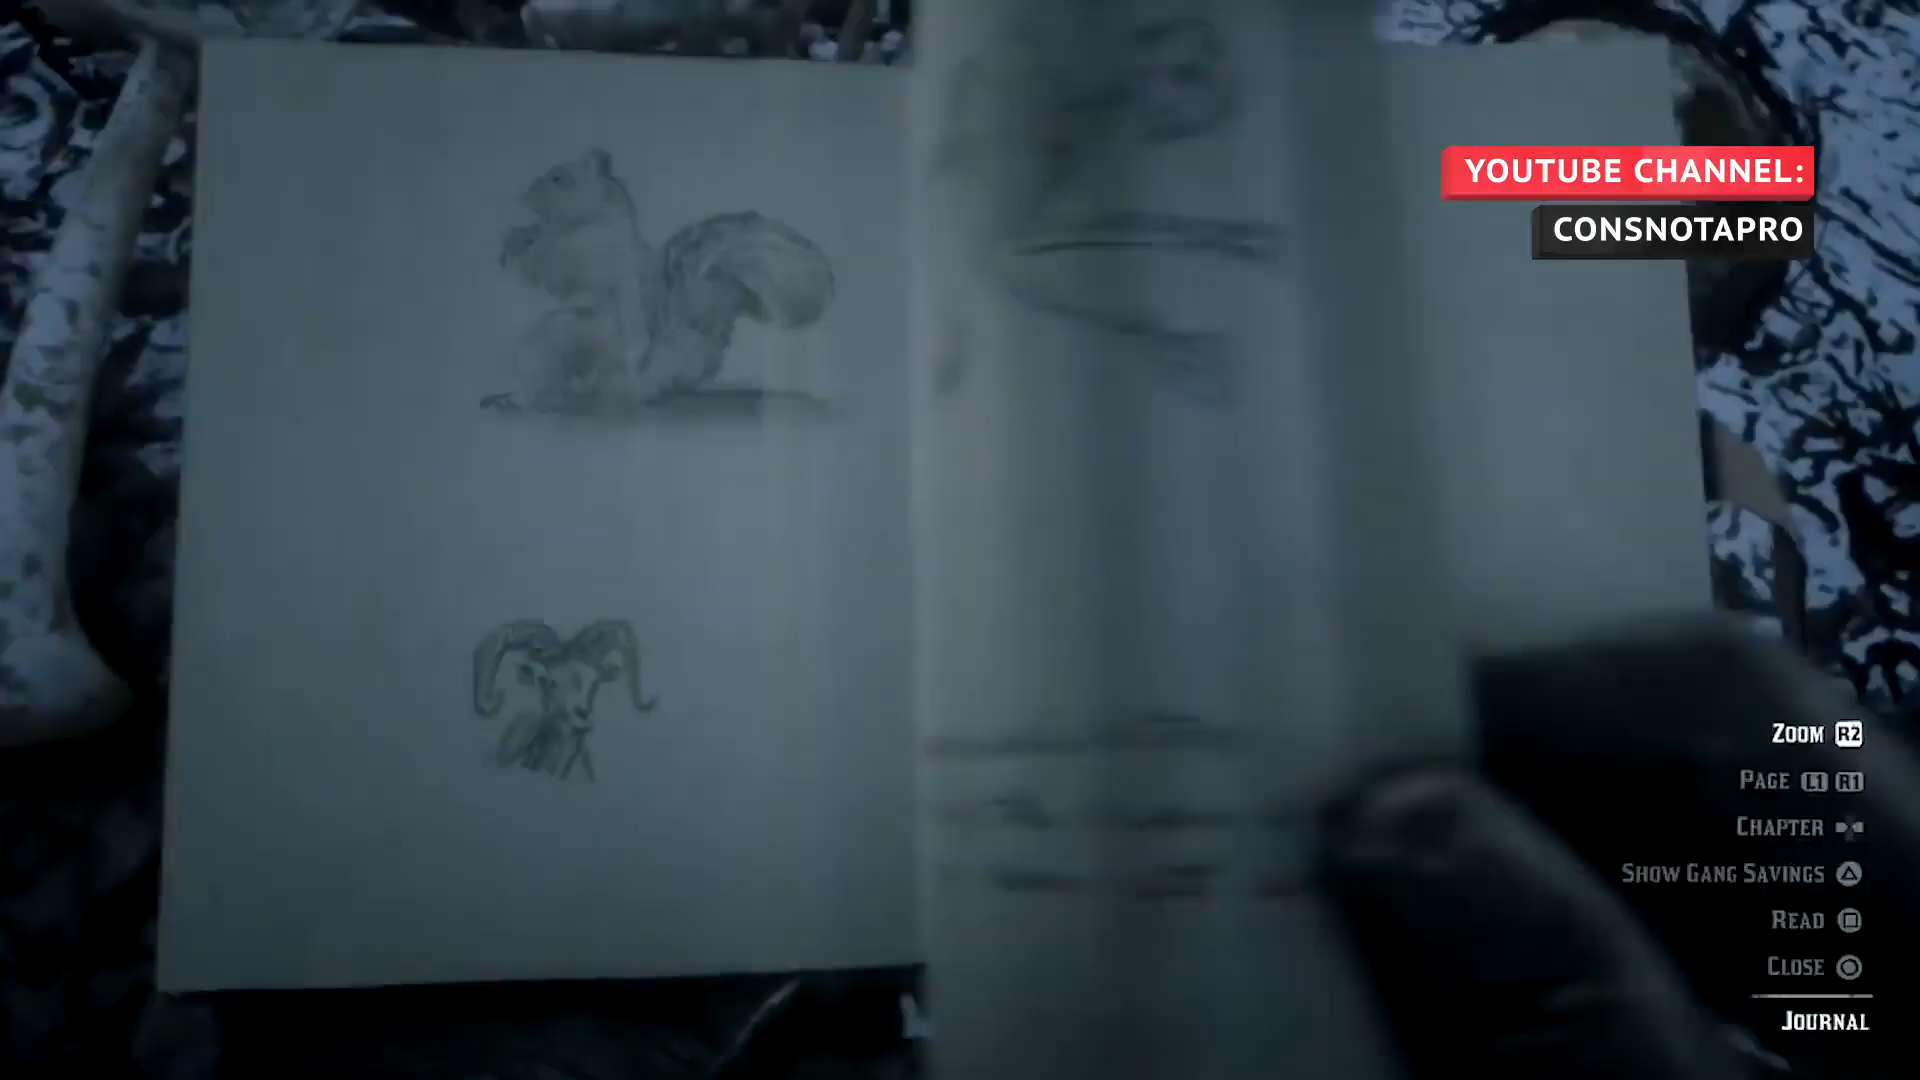 YOUTUBE CHANNEL:
CONSNOTAPRO
ZOOM R2
PAGE L1 R1
CHAPTER
SHOW GANG SAVINGS
READ
CLOSE
JOURNAL